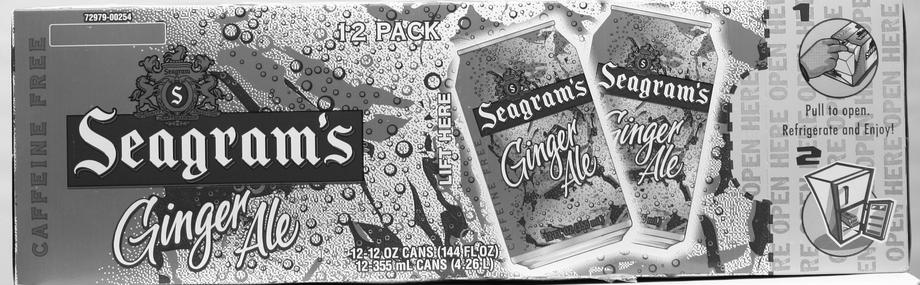 72979-00254
12 PACK
CAFFEINE FREE
Seagram
S
Seagram's
Ginger Ale
12-12 OZ CANS (144 FL OZ)
12-355 mL CANS (4.26 L)
LIFT HERE
Seagram's
Ginger
Ale
Seagram's
Ginger
Ale
OPEN HERE
OPEN HERE
OPEN HERE
1
Pull to open.
Refrigerate and Enjoy!
2